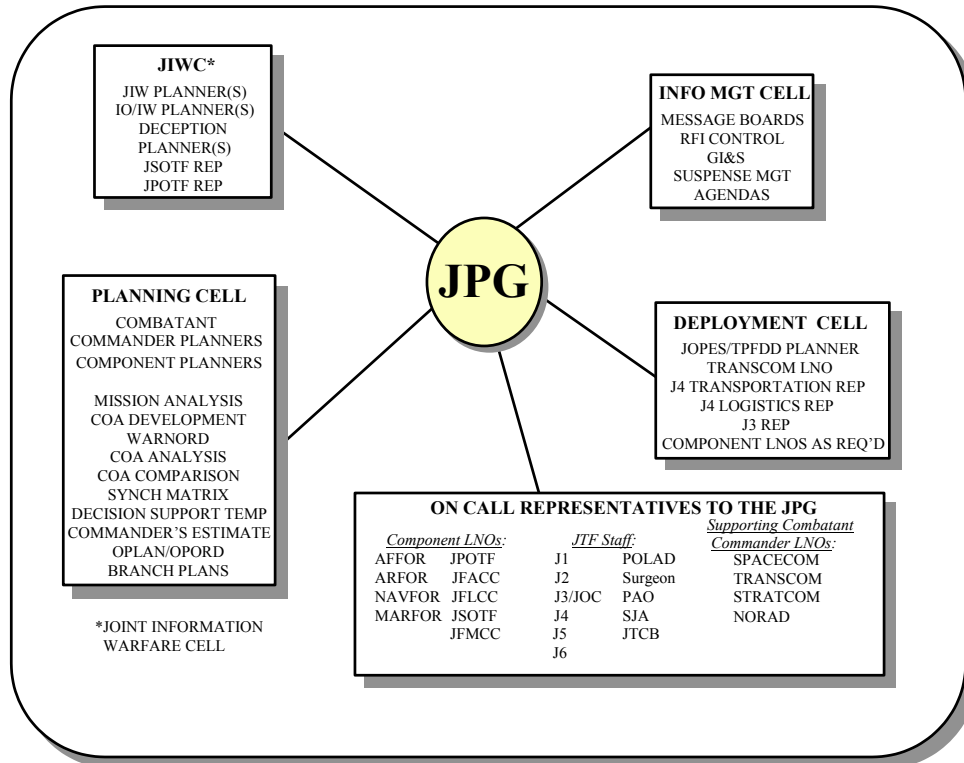 JIWC*
JIW PLANNER(S)
IO/IW PLANNER(S)
DECEPTION
PLANNER(S)
JSOTF REP
JPOTF REP
INFO MGT CELL
MESSAGE BOARDS
RFI CONTROL
GI&S
SUSPENSE MGT
AGENDAS
JPG
PLANNING CELL
COMBATANT
COMMANDER PLANNERS
COMPONENT PLANNERS
MISSION ANALYSIS
COA DEVELOPMENT
WARNORD
COA ANALYSIS
COA COMPARISON
SYNCH MATRIX
DECISION SUPPORT TEMP
COMMANDER'S ESTIMATE
OPLAN/OPORD
BRANCH PLANS
DEPLOYMENT CELL
JOPES/TPFDD PLANNER
TRANSCOM LNO
J4 TRANSPORTATION REP
J4 LOGISTICS REP
J3 REP
COMPONENT LNOS AS REQ'D
ON CALL REPRESENTATIVES TO THE JPG
Component LNOs:
AFFOR JPOTF
ARFOR JFACC
NAVFOR JFLCC
MARFOR JSOTF
JFMCC
JTF Staff:
J1 POLAD
J2 Surgeon
J3/JOC PAO
J4 SJA
J5 JTCB
J6
Supporting Combatant
Commander LNOs:
SPACECOM
TRANSCOM
STRATCOM
NORAD
*JOINT INFORMATION
WARFARE CELL